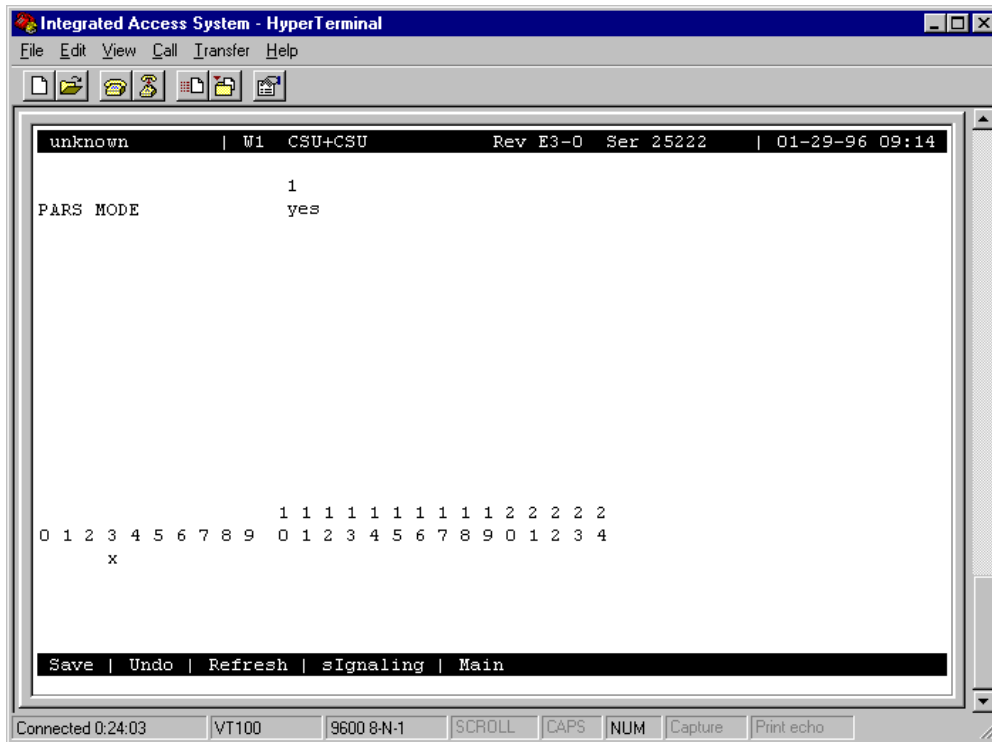 Integrated Access System - HyperTerminal
File Edit View Call Transfer Help
unknown | W1 CSU+CSU Rev E3-0 Ser 25222 | 01-29-96 09:14
1
PARS MODE yes
1 1 1 1 1 1 1 1 1 1 2 2 2 2 2
0 1 2 3 4 5 6 7 8 9 0 1 2 3 4 5 6 7 8 9 0 1 2 3 4
x
Save | Undo | Refresh | sIgnaling | Main
Connected 0:24:03 VT100 9600 8-N-1 SCROLL CAPS NUM Capture Print echo